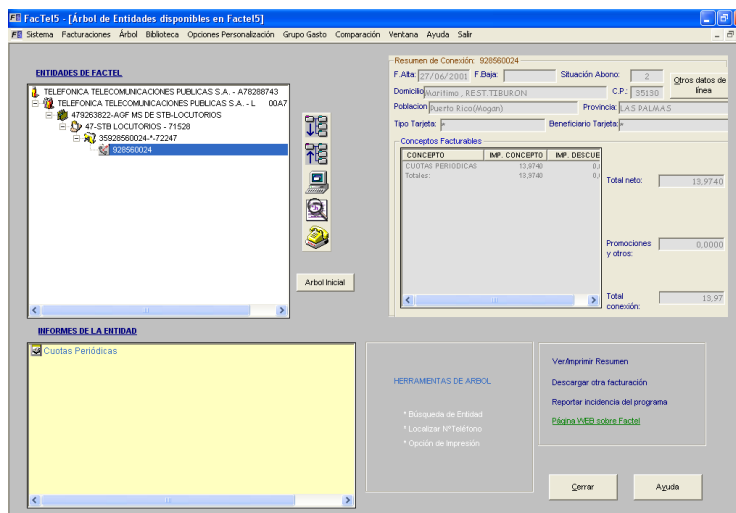 FacTel5 - [Árbol de Entidades disponibles en Factel5]
Sistema Facturaciones Árbol Biblioteca Opciones Personalización Grupo Gasto Comparación Ventana Ayuda Salida
ENTIDADES DE FACTEL
TELEFONICA TELECOMUNICACIONES PUBLICAS S.A. - A78288743
TELEFONICA TELECOMUNICACIONES PUBLICAS S.A. - L 00A7
479263822-AGF MS DE STB-LOCUTORIOS
47-STB LOCUTORIOS - 71528
35928560024-*-72247
928560024
Arbol Inicial
Resumen de Conexión: 928560024
F.Alta: 27/06/2001 F.Baja: Situación Abono: 2
Otros datos de línea
Domicilio Maritimo , REST.TIBURON C.P.: 35130
Poblacion Puerto Rico(Mogan) Provincia: LAS PALMAS
Tipo Tarjeta: * Beneficiario Tarjeta: *
Conceptos Facturables
CONCEPTO IMP. CONCEPTO IMP. DESCUE
CUOTAS PERIODICAS 13,9740 0,
Totales: 13,9740 0,
Total neto: 13,9740
Promociones y otros: 0,0000
Total conexión: 13,97
INFORMES DE LA ENTIDAD
Cuotas Periódicas
HERRAMIENTAS DE ARBOL
* Búsqueda de Entidad
* Localizar NºTeléfono
* Opción de Impresión
Ver/Imprimir Resumen
Descargar otra facturación
Reportar incidencia del programa
Página WEB sobre Factel
Cerrar
Ayuda